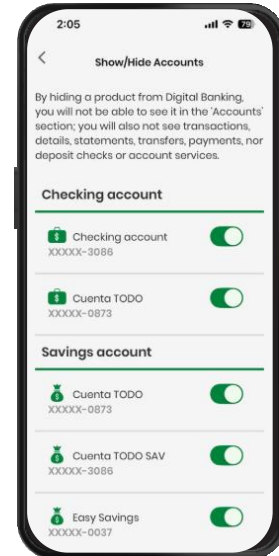 2:05
79
Show/Hide Accounts
By hiding a product from Digital Banking,
you will not be able to see it in the 'Accounts'
section; you will also not see transactions,
details, statements, transfers, payments, nor
deposit checks or account services.
Checking account
$ Checking account
XXXXX-3086
$ Cuenta TODO
XXXXX-0873
Savings account
$ Cuenta TODO
XXXXX-0873
$ Cuenta TODO SAV
XXXXX-3086
$ Easy Savings
XXXXX-0037